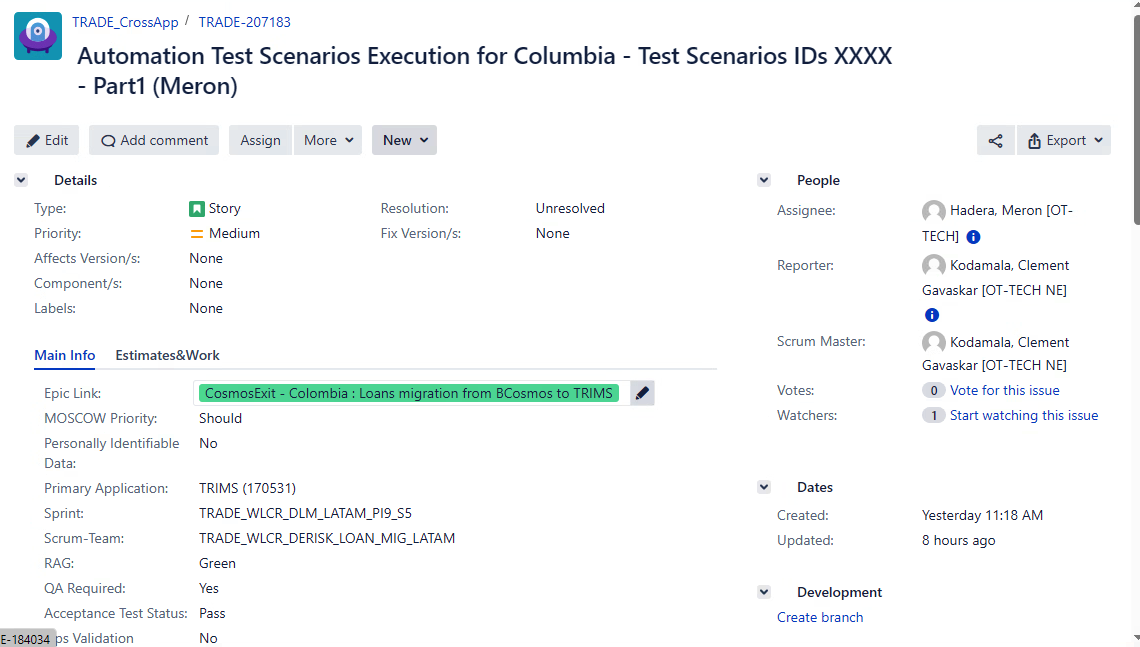 TRADE_CrossApp / TRADE-207183
Automation Test Scenarios Execution for Columbia - Test Scenarios IDs XXXX
- Part1 (Meron)
Edit Add comment Assign More New Export
Details
Type: Story Resolution: Unresolved
Priority: Medium Fix Version/s: None
Affects Version/s: None
Component/s: None
Labels: None
Main Info Estimates&Work
Epic Link: CosmosExit - Colombia : Loans migration from BCosmos to TRIMS
MOSCOW Priority: Should
Personally Identifiable No
Data:
Primary Application: TRIMS (170531)
Sprint: TRADE_WLCR_DLM_LATAM_PI9_S5
Scrum-Team: TRADE_WLCR_DERISK_LOAN_MIG_LATAM
RAG: Green
QA Required: Yes
Acceptance Test Status: Pass
E-184034 ps Validation No
People
Assignee: Hadera, Meron [OT-
TECH]
Reporter: Kodamala, Clement
Gavaskar [OT-TECH NE]
Scrum Master: Kodamala, Clement
Gavaskar [OT-TECH NE]
Votes: 0 Vote for this issue
Watchers: 1 Start watching this issue
Dates
Created: Yesterday 11:18 AM
Updated: 8 hours ago
Development
Create branch